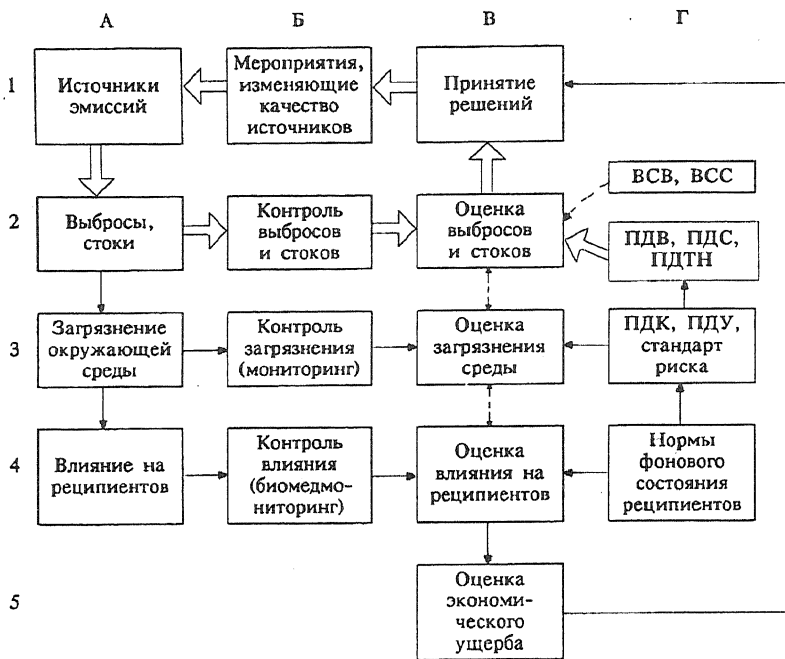 А Б В Г
1
Источники
эмиссий
Мероприятия,
изменяющие
качество
источников
Принятие
решений
ВСВ, ВСС
2
Выбросы,
стоки
Контроль
выбросов
и стоков
Оценка
выбросов
и стоков
ПДВ, ПДС,
ПДТН
3
Загрязнение
окружающей
среды
Контроль
загрязнения
(мониторинг)
Оценка
загрязнения
среды
ПДК, ПДУ,
стандарт
риска
4
Влияние на
реципиентов
Контроль
влияния
(биомедмо-
ниторинг)
Оценка
влияния на
реципиентов
Нормы
фонового
состояния
реципиентов
5
Оценка
экономи-
ческого
ущерба